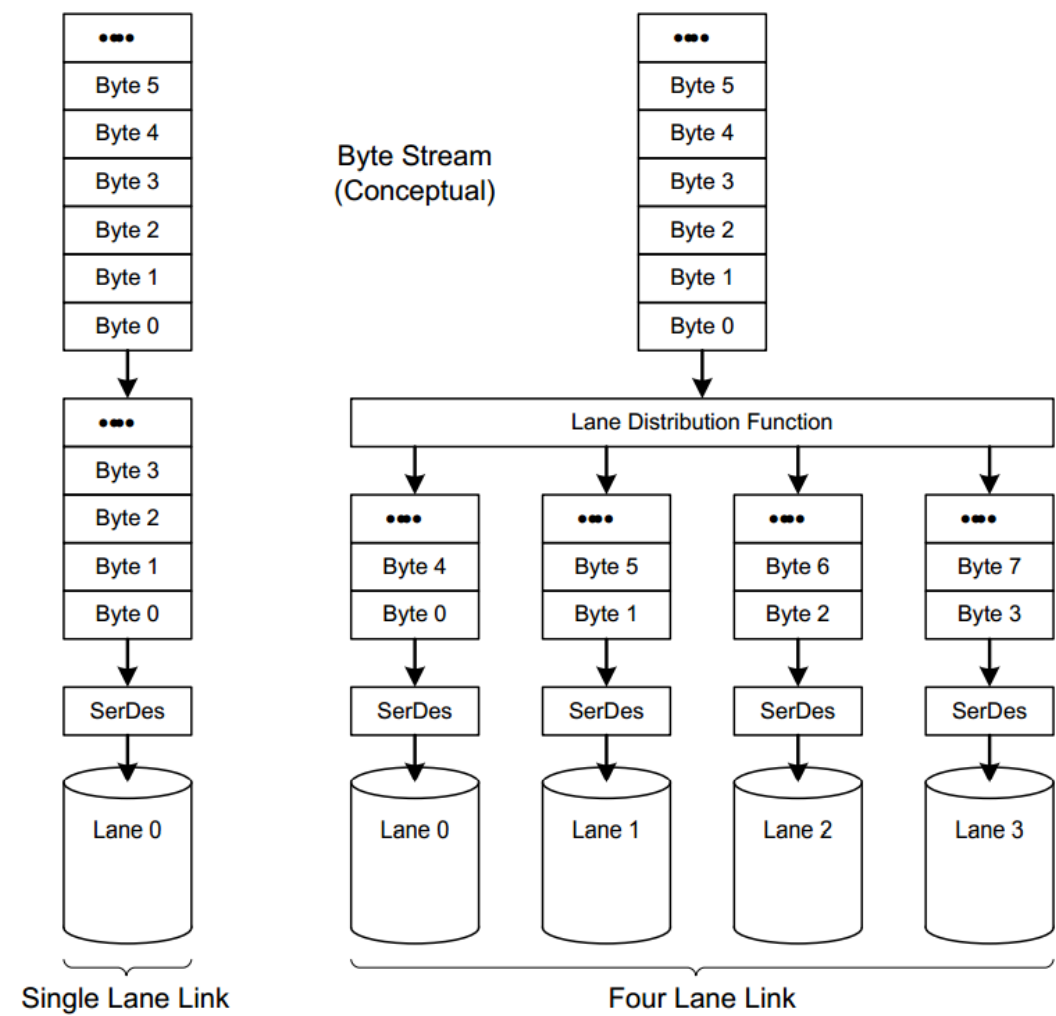 ••••
Byte 5
Byte 4
Byte 3
Byte 2
Byte 1
Byte 0
••••
Byte 3
Byte 2
Byte 1
Byte 0
SerDes
Lane 0
Single Lane Link
Byte Stream
(Conceptual)
••••
Byte 5
Byte 4
Byte 3
Byte 2
Byte 1
Byte 0
Lane Distribution Function
•••• •••• •••• ••••
Byte 4 Byte 5 Byte 6 Byte 7
Byte 0 Byte 1 Byte 2 Byte 3
SerDes SerDes SerDes SerDes
Lane 0 Lane 1 Lane 2 Lane 3
Four Lane Link